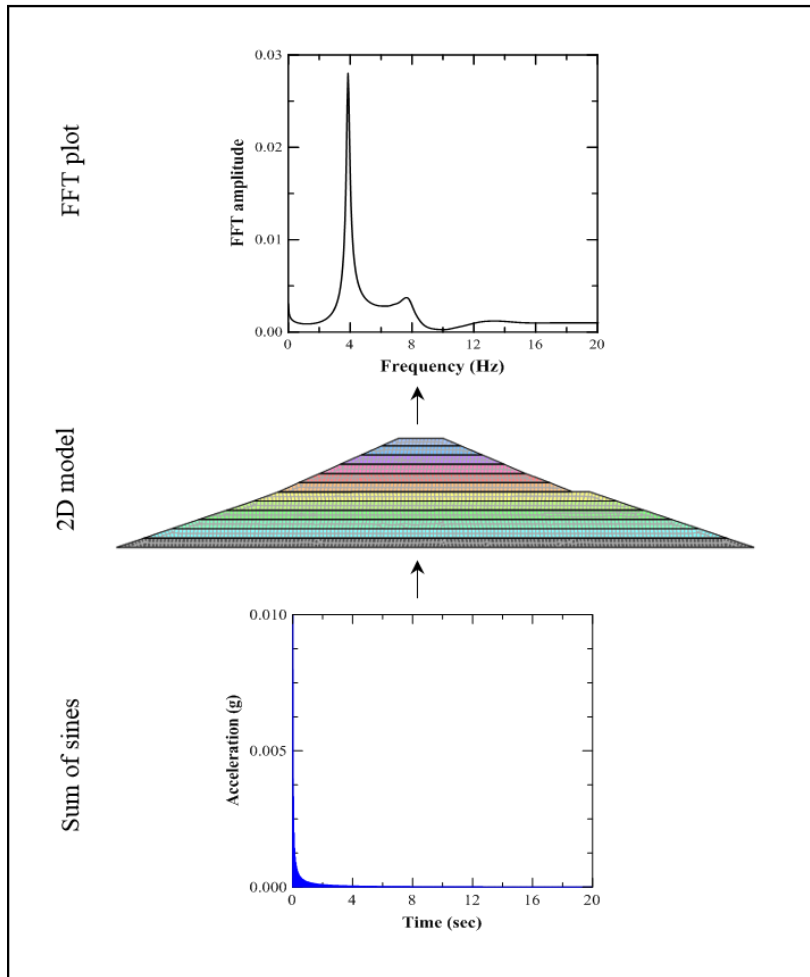 FFT plot
FFT amplitude
0.03
0.02
0.01
0.00
0 4 8 12 16 20
Frequency (Hz)
2D model
Sum of sines
Acceleration (g)
0.010
0.005
0.000
0 4 8 12 16 20
Time (sec)